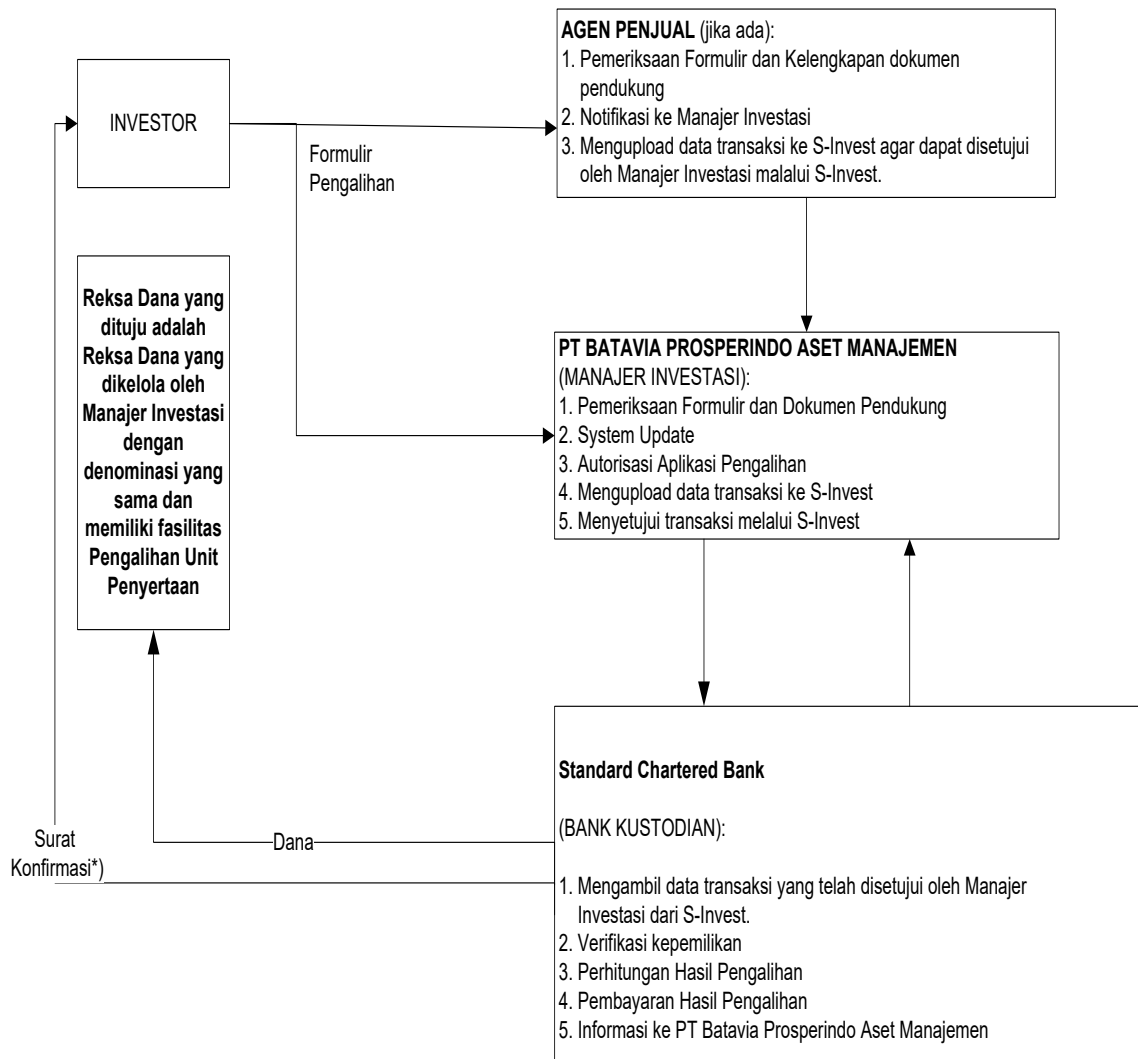 AGEN PENJUAL (jika ada):
1. Pemeriksaan Formulir dan Kelengkapan dokumen
pendukung
2. Notifikasi ke Manajer Investasi
3. Mengupload data transaksi ke S-Invest agar dapat disetujui
oleh Manajer Investasi malalui S-Invest.
INVESTOR
Formulir
Pengalihan
Reksa Dana yang
dituju adalah
Reksa Dana yang
dikelola oleh
Manajer Investasi
dengan
denominasi yang
sama dan
memiliki fasilitas
Pengalihan Unit
Penyertaan
PT BATAVIA PROSPERINDO ASET MANAJEMEN
(MANAJER INVESTASI):
1. Pemeriksaan Formulir dan Dokumen Pendukung
2. System Update
3. Autorisasi Aplikasi Pengalihan
4. Mengupload data transaksi ke S-Invest
5. Menyetujui transaksi melalui S-Invest
Surat
Konfirmasi*)
Dana
Standard Chartered Bank
(BANK KUSTODIAN):
1. Mengambil data transaksi yang telah disetujui oleh Manajer
Investasi dari S-Invest.
2. Verifikasi kepemilikan
3. Perhitungan Hasil Pengalihan
4. Pembayaran Hasil Pengalihan
5. Informasi ke PT Batavia Prosperindo Aset Manajemen